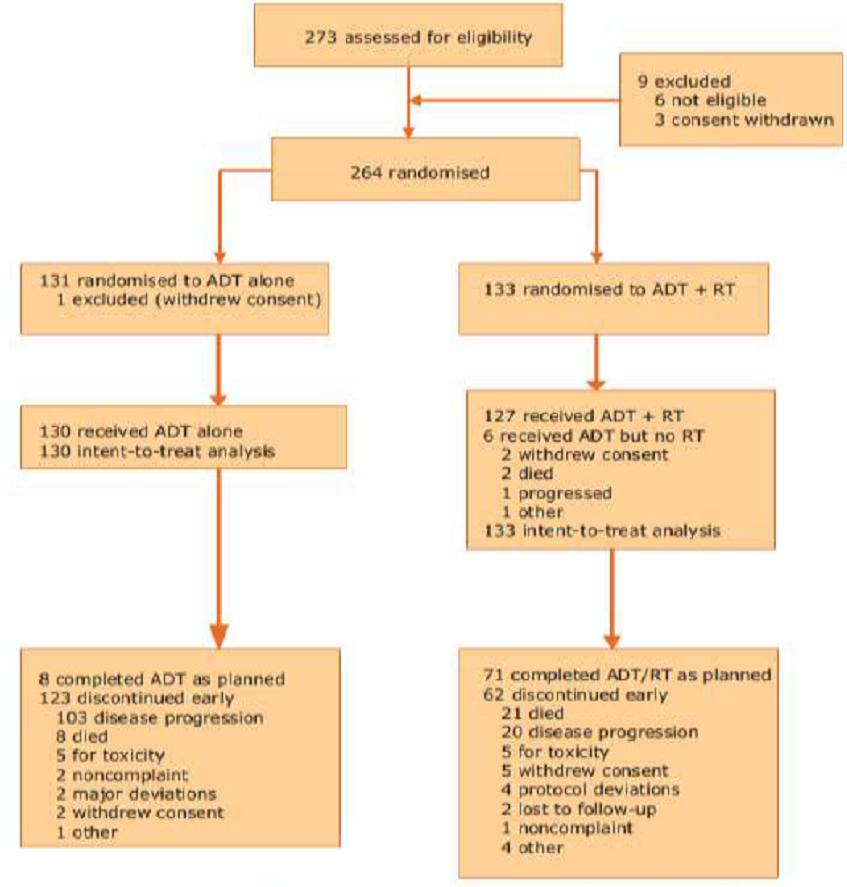 273 assessed for eligibility
9 excluded
6 not eligible
3 consent withdrawn
264 randomised
131 randomised to ADT alone
1 excluded (withdrew consent)
133 randomised to ADT + RT
130 received ADT alone
130 intent-to-treat analysis
127 received ADT + RT
6 received ADT but no RT
2 withdrew consent
2 died
1 progressed
1 other
133 intent-to-treat analysis
8 completed ADT as planned
123 discontinued early
103 disease progression
8 died
5 for toxicity
2 noncomplaint
2 major deviations
2 withdrew consent
1 other
71 completed ADT/RT as planned
62 discontinued early
21 died
20 disease progression
5 for toxicity
5 withdrew consent
4 protocol deviations
2 lost to follow-up
1 noncomplaint
4 other